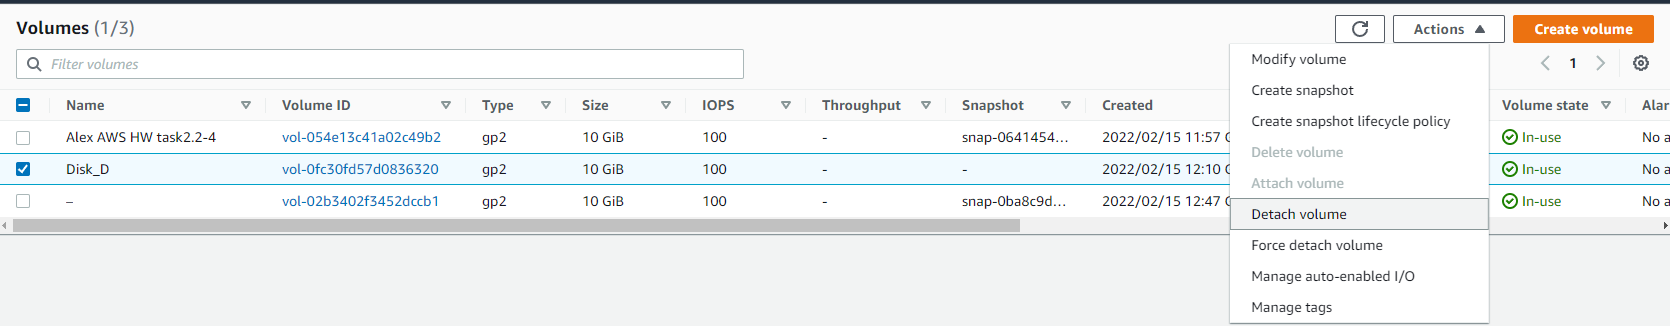 Volumes (1/3)
Actions
Create volume
Filter volumes
1
Name Volume ID Type Size IOPS Throughput Snapshot Created Volume state Alar
Alex AWS HW task2.2-4 vol-054e13c41a02c49b2 gp2 10 GiB 100 - snap-0641454... 2022/02/15 11:57 G In-use No a
Disk_D vol-0fc30fd57d0836320 gp2 10 GiB 100 - - 2022/02/15 12:10 G In-use No a
– vol-02b3402f3452dccb1 gp2 10 GiB 100 - snap-0ba8c9d... 2022/02/15 12:47 G In-use No a
Modify volume
Create snapshot
Create snapshot lifecycle policy
Delete volume
Attach volume
Detach volume
Force detach volume
Manage auto-enabled I/O
Manage tags